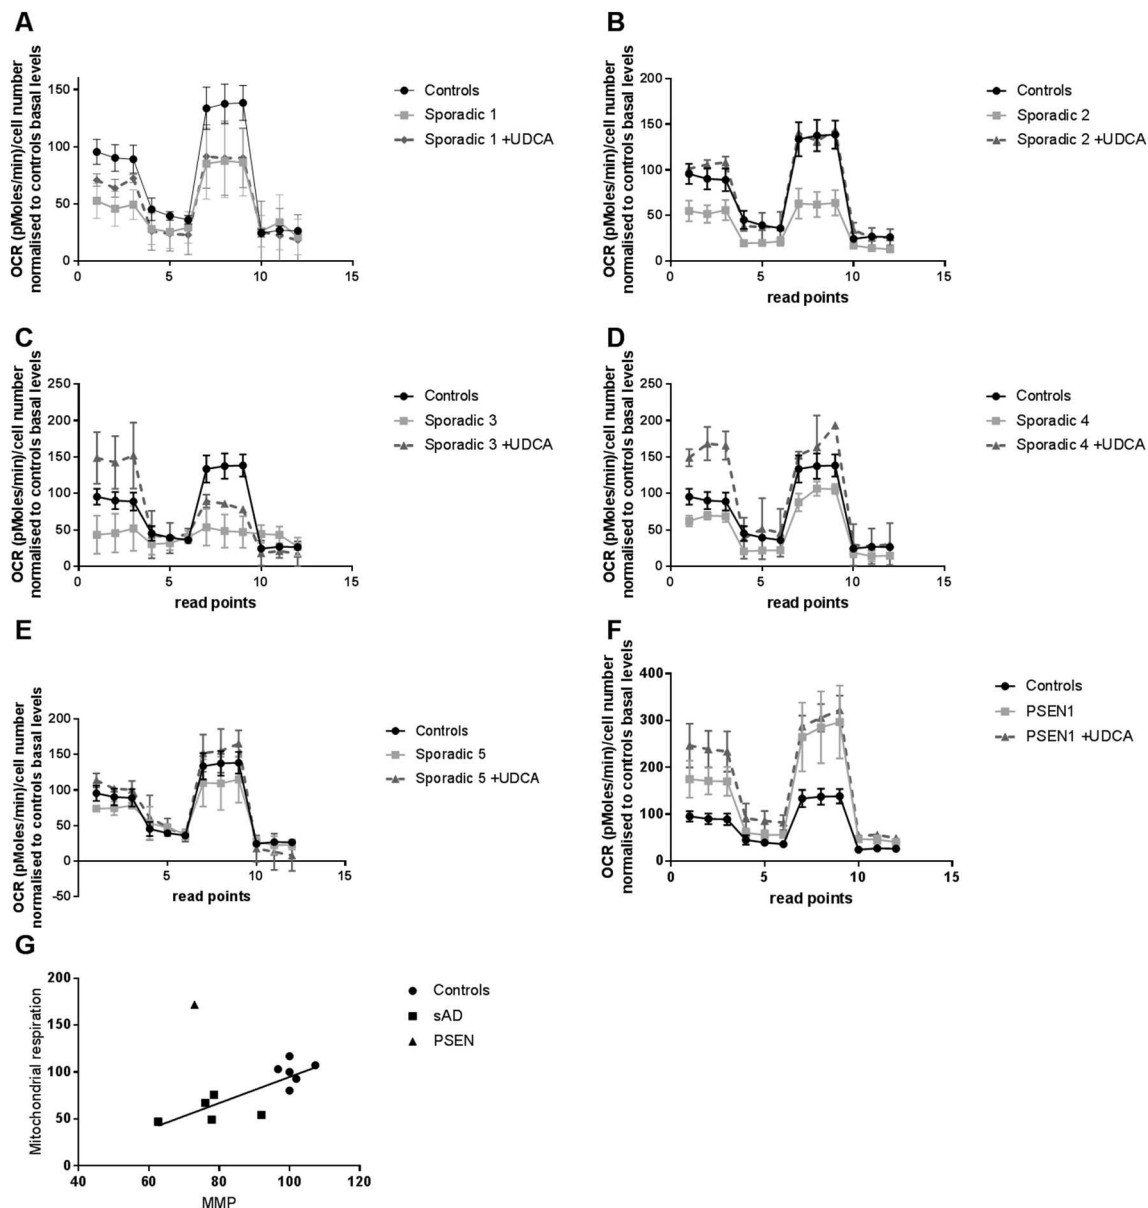 A
OCR (pMoles/min)/cell number
normalised to controls basal levels
150
100
50
0
0
5
10
15
Controls
Sporadic 1
Sporadic 1 +UDCA
B
OCR (pMoles/min)/cell number
normalised to controls basal levels
200
150
100
50
0
0
5
10
15
read points
Controls
Sporadic 2
Sporadic 2 +UDCA
C
OCR (pMoles/min)/cell number
normalised to controls basal levels
250
200
150
100
50
0
0
5
10
15
read points
Controls
Sporadic 3
Sporadic 3 +UDCA
D
OCR (pMoles/min)/cell number
normalised to controls basal levels
250
200
150
100
50
0
0
5
10
15
read points
Controls
Sporadic 4
Sporadic 4 +UDCA
E
OCR (pMoles/min)/cell number
normalised to controls basal levels
200
150
100
50
0
-50
5
10
15
read points
Controls
Sporadic 5
Sporadic 5 +UDCA
F
OCR (pMoles/min)/cell number
normalised to controls basal levels
400
300
200
100
0
0
5
10
15
read points
Controls
PSEN1
PSEN1 +UDCA
G
Mitochondrial respiration
200
150
100
50
0
40
60
80
100
120
MMP
Controls
sAD
PSEN